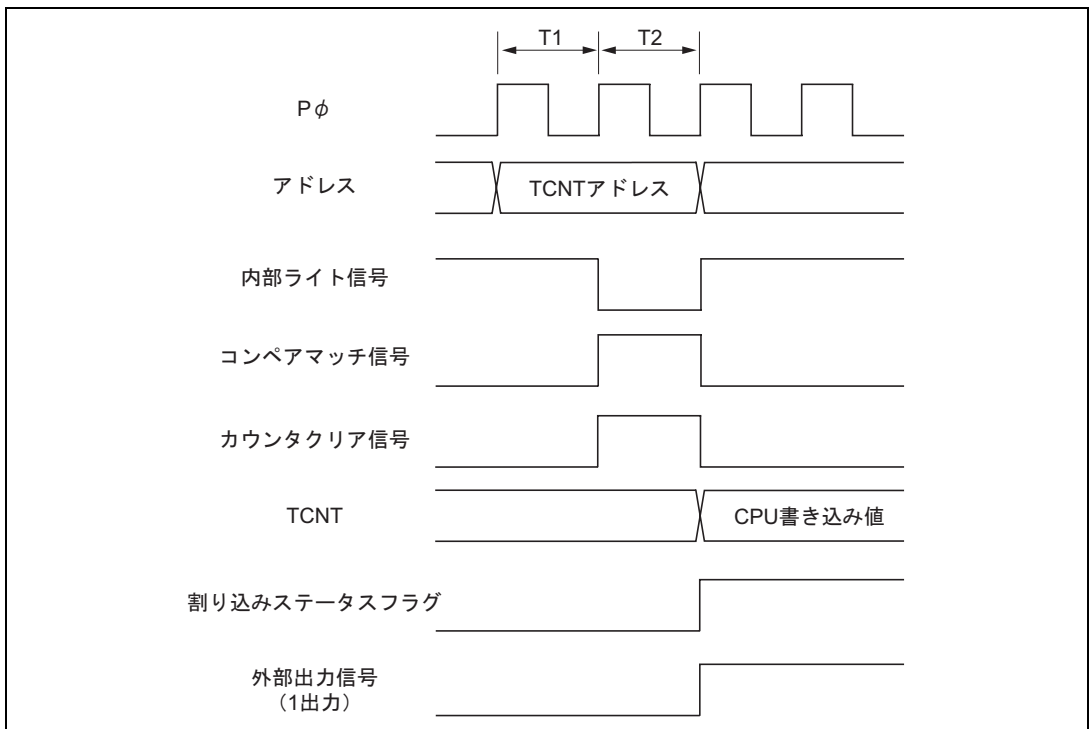 T1 T2
Pφ
アドレス TCNTアドレス
内部ライト信号
コンペアマッチ信号
カウンタクリア信号
TCNT CPU書き込み値
割り込みステータスフラグ
外部出力信号
（1出力）